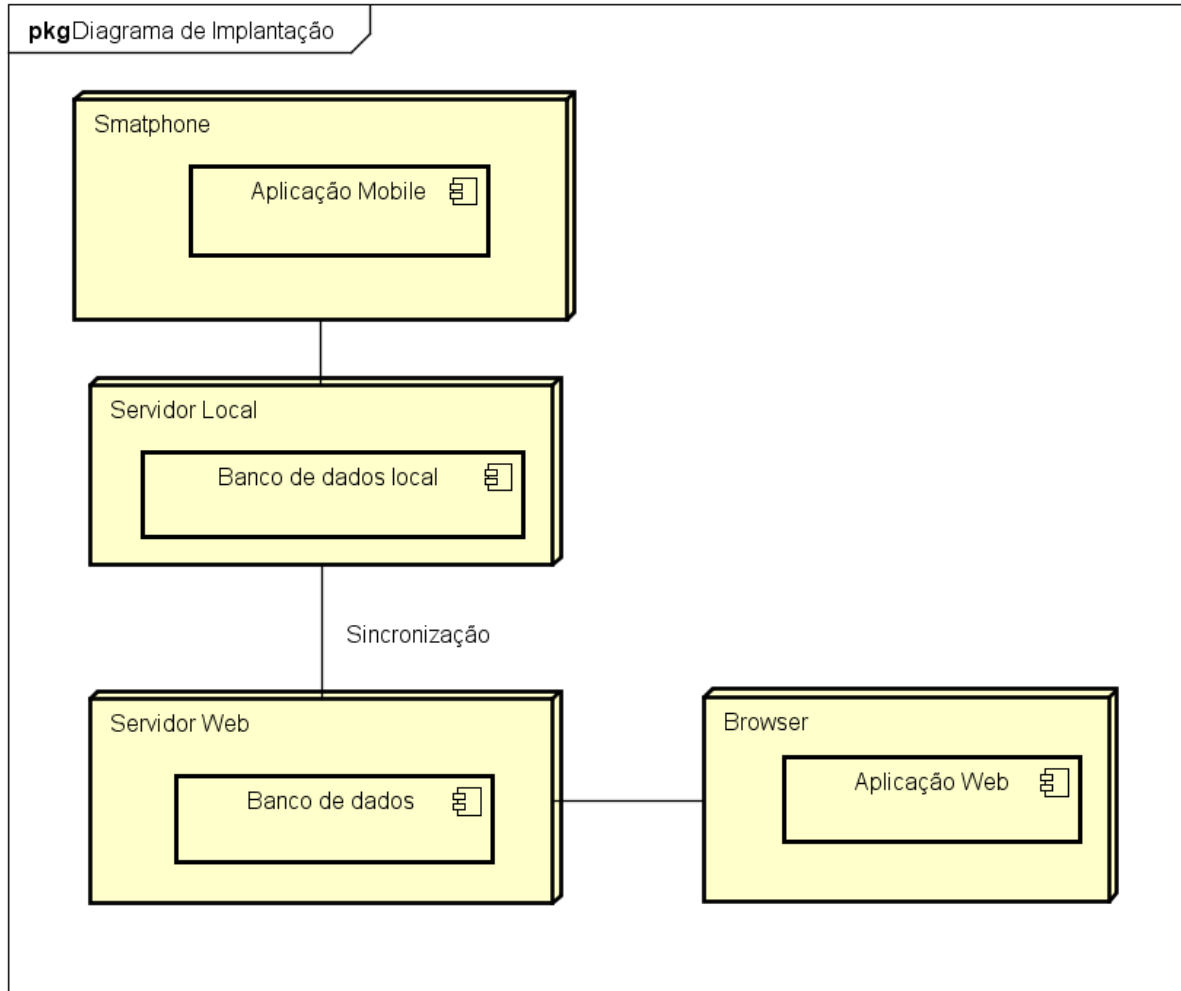 pkgDiagrama de Implantação
Smatphone
Aplicação Mobile
Servidor Local
Banco de dados local
Sincronização
Servidor Web
Banco de dados
Browser
Aplicação Web